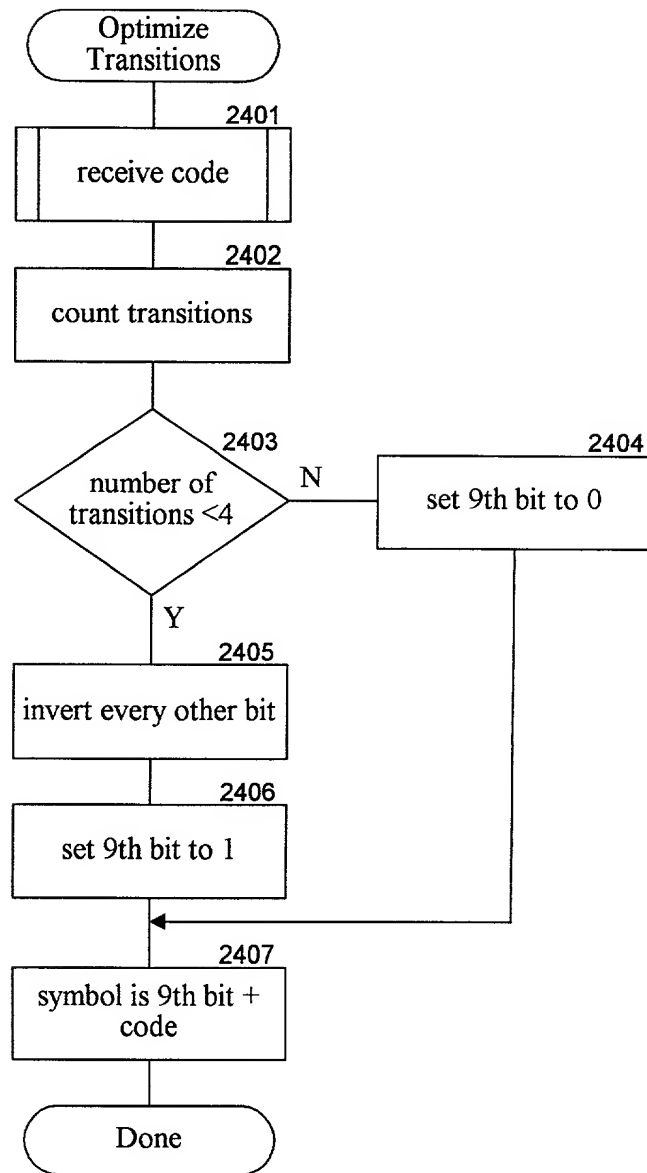 Optimize
Transitions
2401
receive code
2402
count transitions
2403
number of
transitions <4
N
2404
set 9th bit to 0
Y
2405
invert every other bit
2406
set 9th bit to 1
2407
symbol is 9th bit +
code
Done